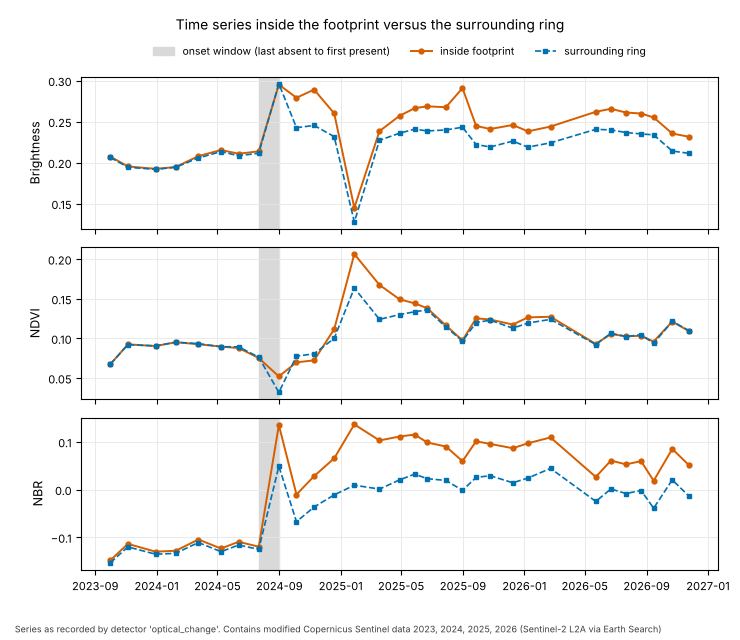 Time series inside the footprint versus the surrounding ring
onset window (last absent to first present) inside footprint surrounding ring
Brightness
0.30
0.25
0.20
0.15
NDVI
0.20
0.15
0.10
0.05
NBR
0.1
0.0
−0.1
2023-09 2024-01 2024-05 2024-09 2025-01 2025-05 2025-09 2026-01 2026-05 2026-09 2027-01
Series as recorded by detector 'optical_change'. Contains modified Copernicus Sentinel data 2023, 2024, 2025, 2026 (Sentinel-2 L2A via Earth Search)